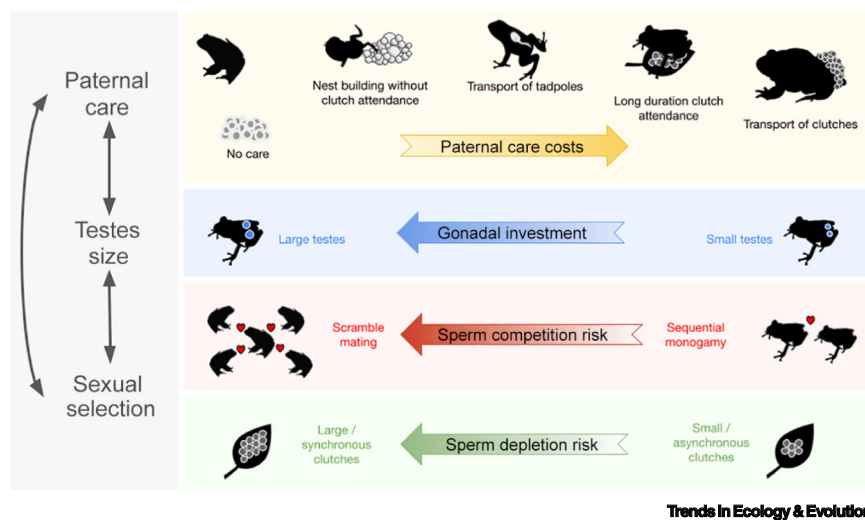 Paternal
care
Testes
size
Sexual
selection
No care
Nest building without
clutch attendance
Transport of tadpoles
Long duration clutch
attendance
Transport of clutches
Paternal care costs
Large testes
Gonadal investment
Small testes
Scramble
mating
Sperm competition risk
Sequential
monogamy
Large /
synchronous
clutches
Sperm depletion risk
Small /
asynchronous
clutches
Trends in Ecology & Evolution